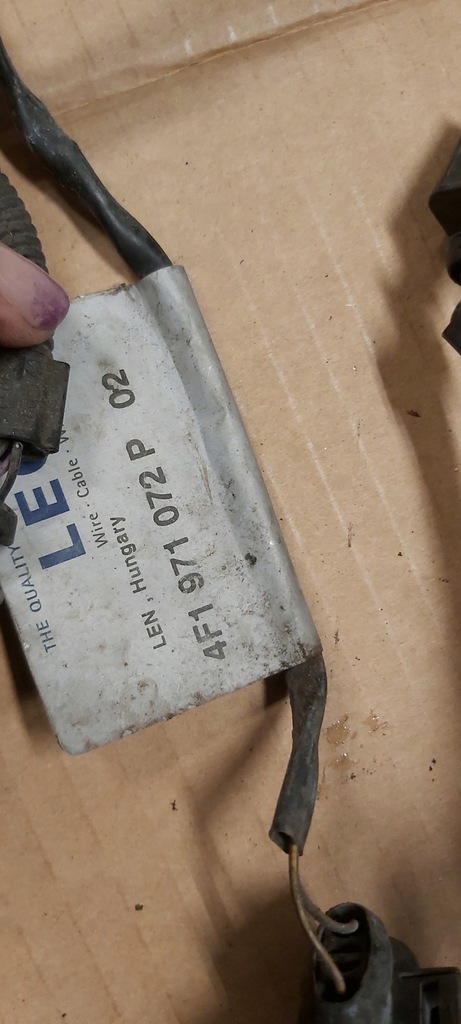 THE QUALITY
LE
Wire · Cable ·
LEN, Hungary
4F1 971 072 P 02